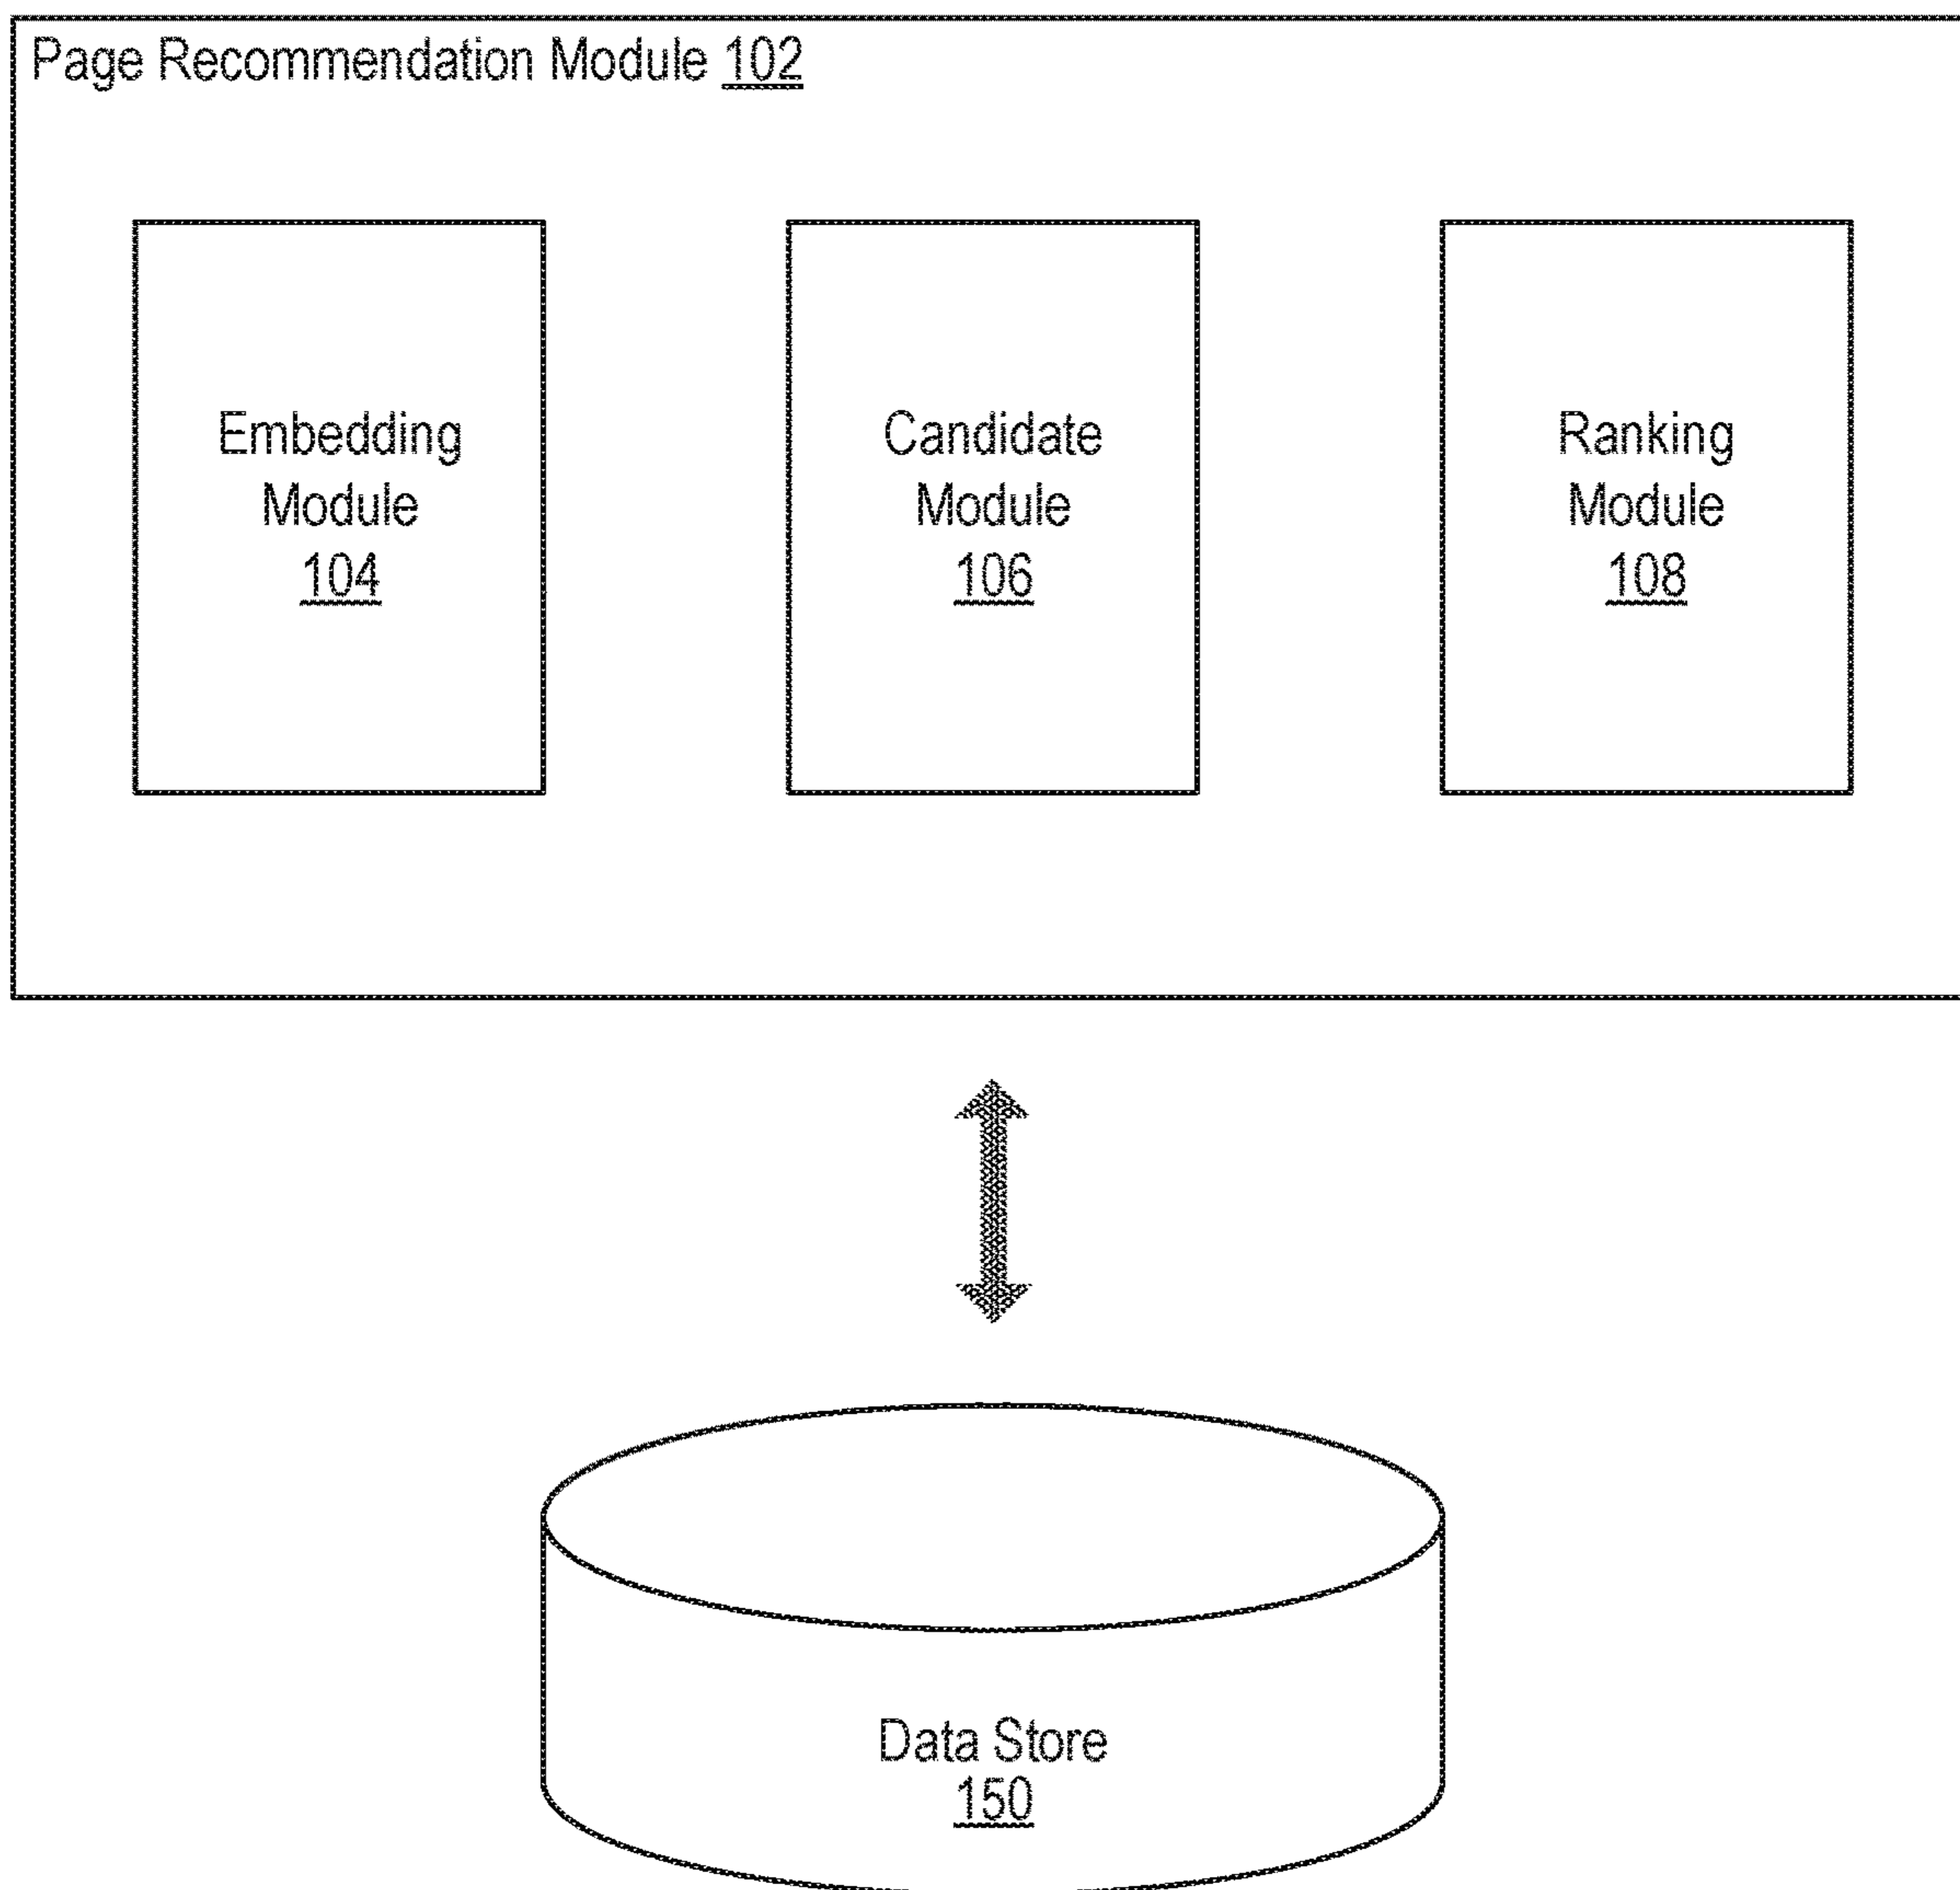 Page Recommendation Module 102
Embedding
Module
104
Candidate
Module
106
Ranking
Module
108
Data Store
150